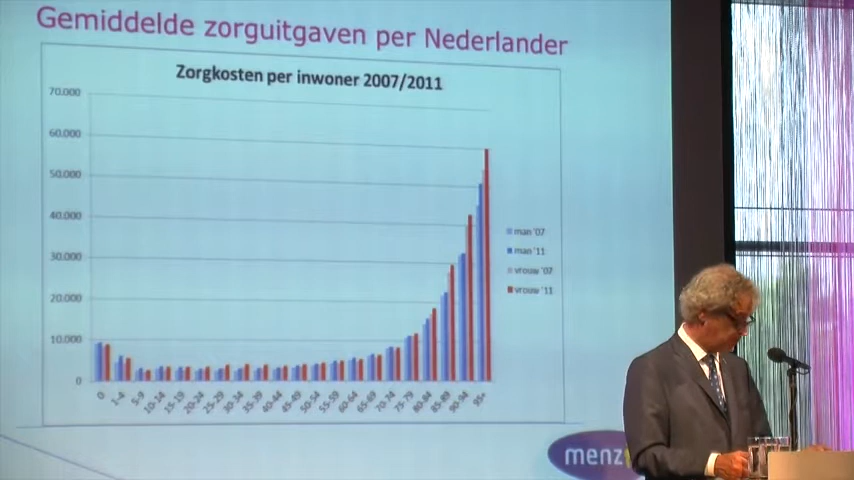 Gemiddelde zorguitgaven per Nederlander
Zorgkosten per inwoner 2007/2011
70.000
60.000
50.000
40.000
30.000
20.000
10.000
0
man '07
man '11
vrouw '07
vrouw '11
0 1-4 5-9 10-14 15-19 20-24 25-29 30-34 35-39 40-44 45-49 50-54 55-59 60-64 65-69 70-74 75-79 80-84 85-89 90-94 95+
menz